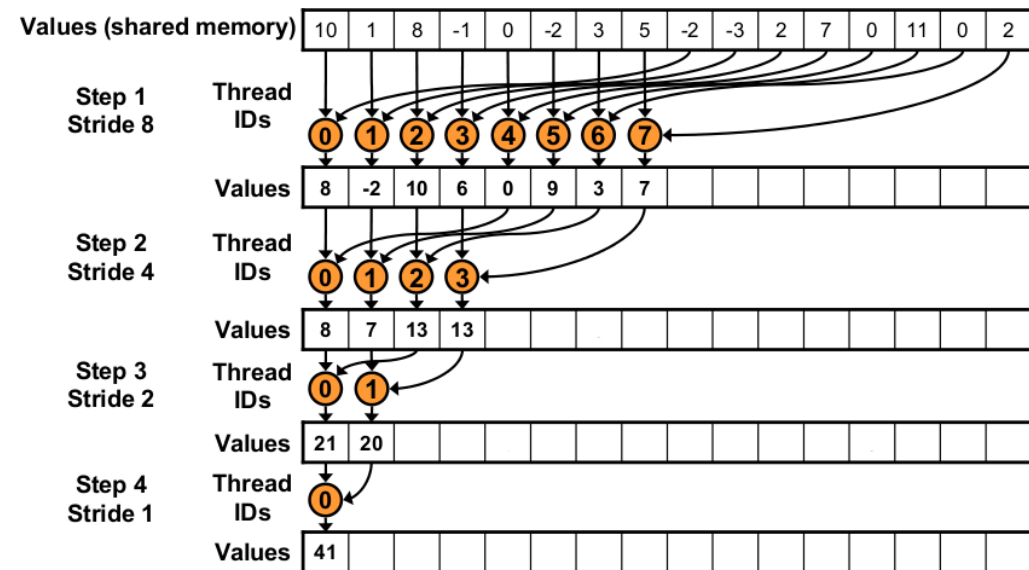 Values (shared memory) 10 1 8 -1 0 -2 3 5 -2 -3 2 7 0 11 0 2
Step 1
Stride 8
Thread
IDs
0 1 2 3 4 5 6 7
Values 8 -2 10 6 0 9 3 7
Step 2
Stride 4
Thread
IDs
0 1 2 3
Values 8 7 13 13
Step 3
Stride 2
Thread
IDs
0 1
Values 21 20
Step 4
Stride 1
Thread
IDs
0
Values 41